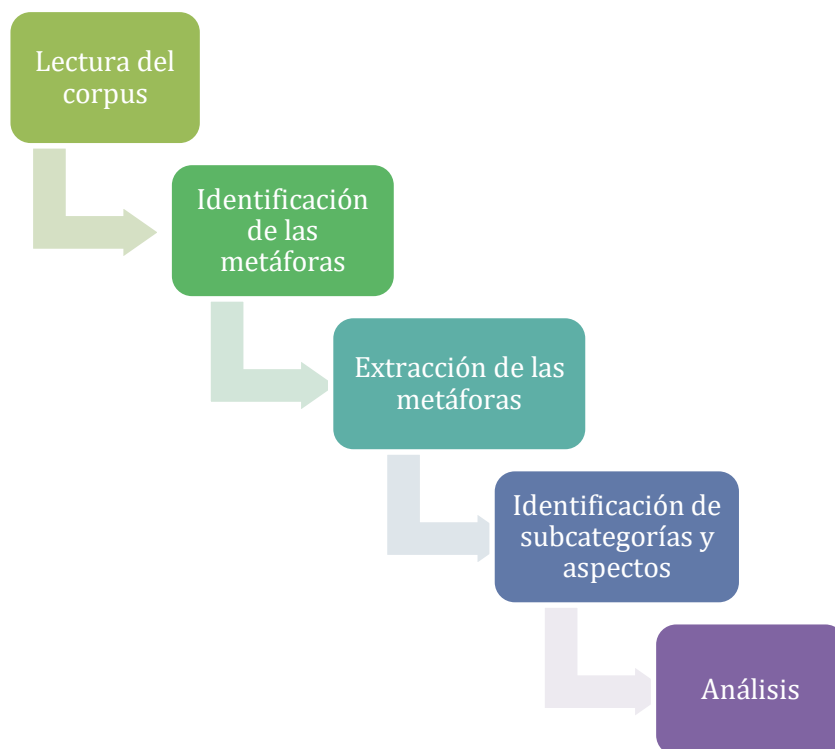 Lectura del
corpus
Identificación
de las
metáforas
Extracción de las
metáforas
Identificación de
subcategorías y
aspectos
Análisis